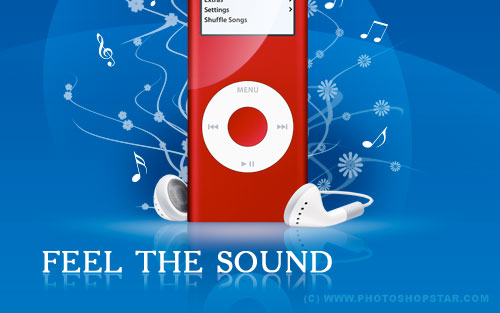 Extras
Settings
Shuffle Songs
MENU
FEEL THE SOUND
(C) WWW.PHOTOSHOPSTAR.COM